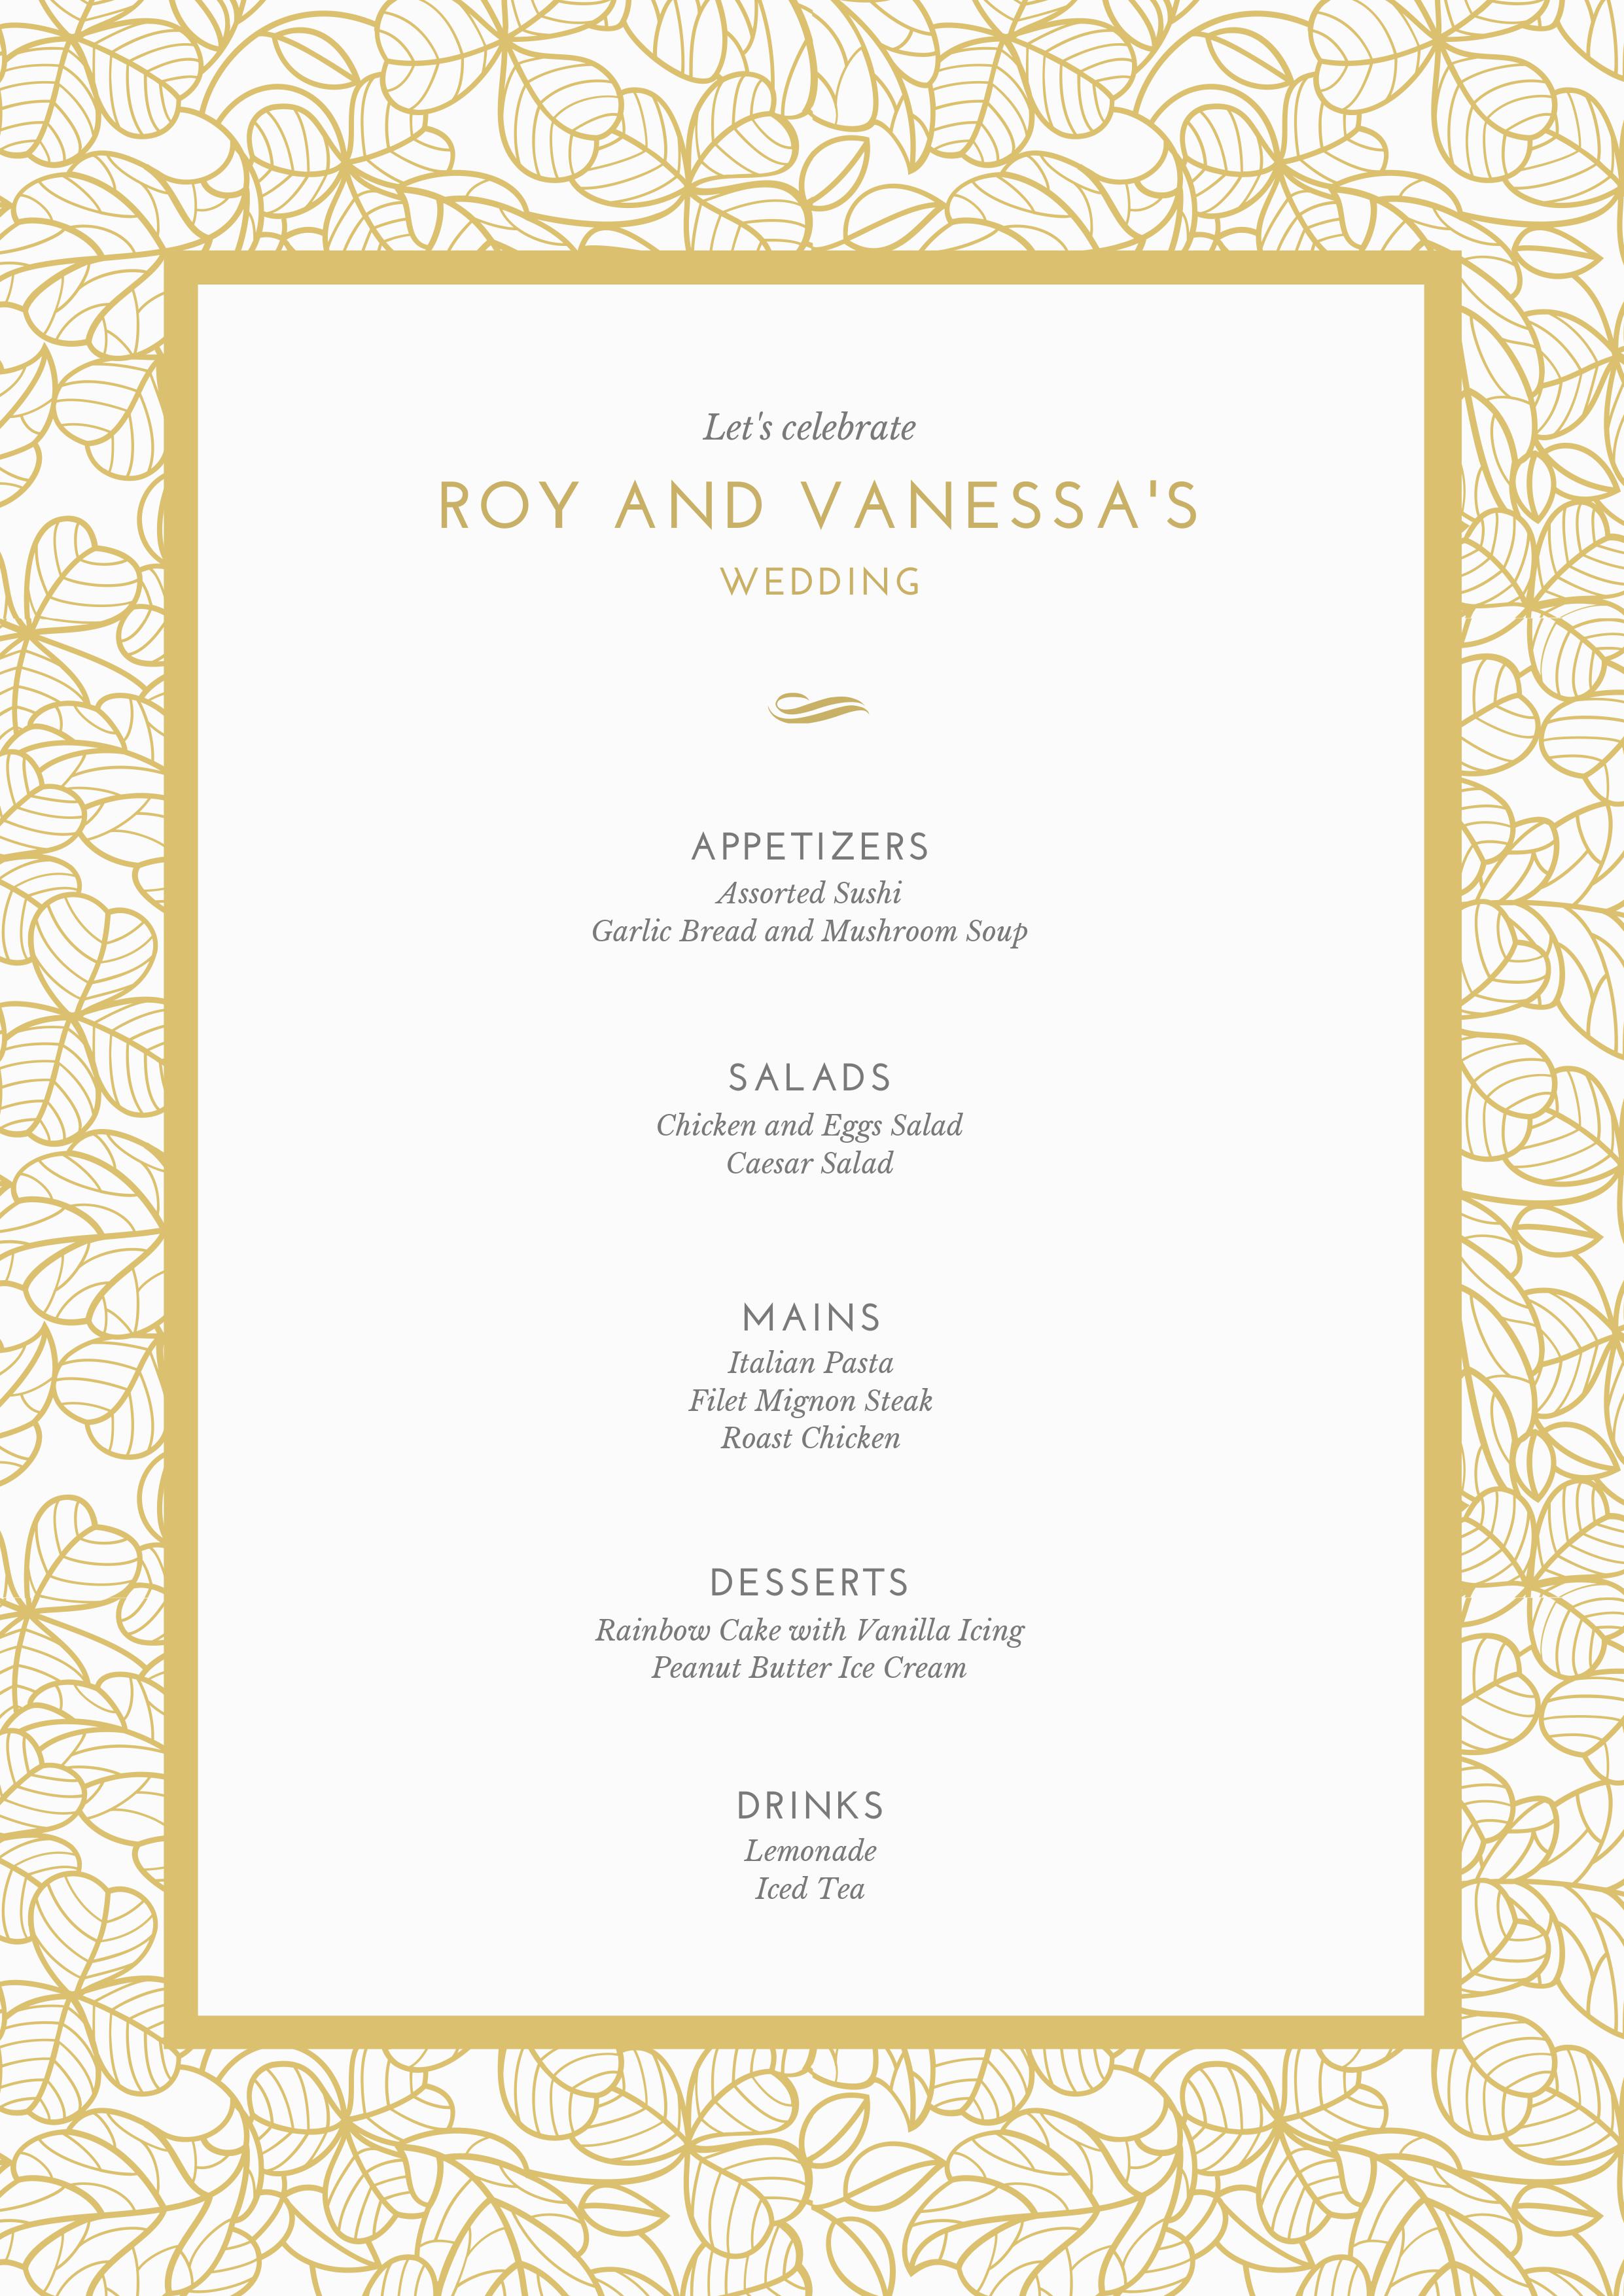 Let's celebrate
ROY AND VANESSA'S
WEDDING
APPETIZERS
Assorted Sushi
Garlic Bread and Mushroom Soup
SALADS
Chicken and Eggs Salad
Caesar Salad
MAINS
Italian Pasta
Filet Mignon Steak
Roast Chicken
DESSERTS
Rainbow Cake with Vanilla Icing
Peanut Butter Ice Cream
DRINKS
Lemonade
Iced Tea